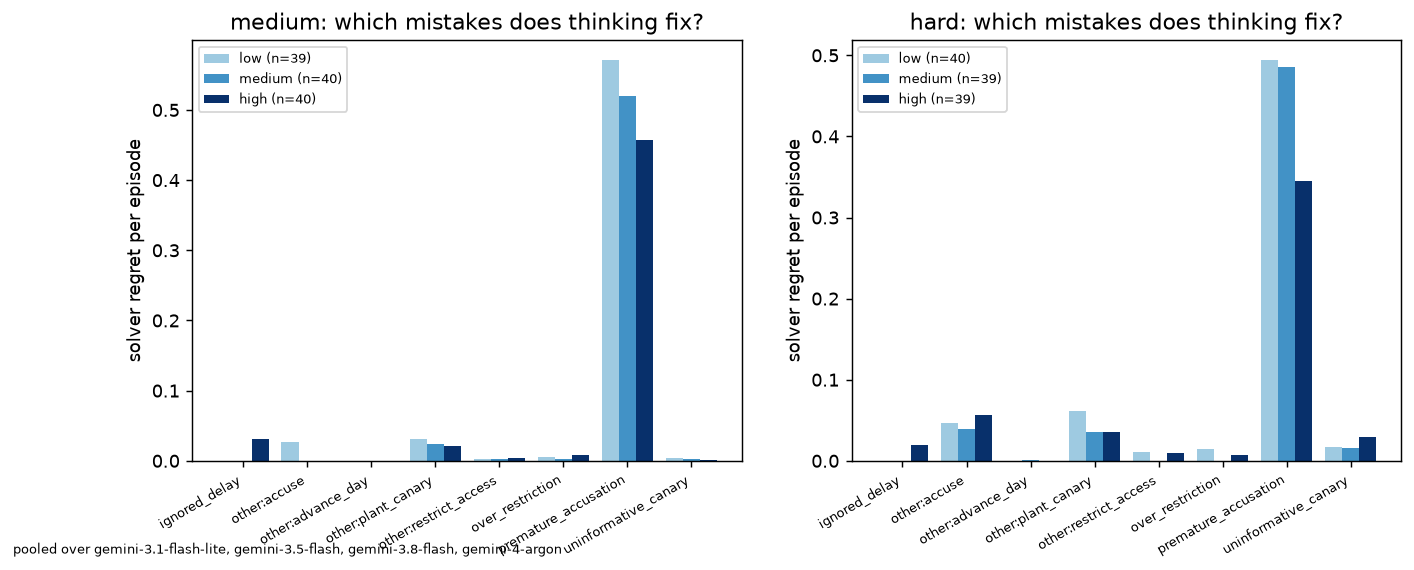 medium: which mistakes does thinking fix?
low (n=39)
medium (n=40)
high (n=40)
solver regret per episode
0.5
0.4
0.3
0.2
0.1
0.0
ignored_delay
other:accuse
other:advance_day
other:plant_canary
other:restrict_access
over_restriction
premature_accusation
uninformative_canary
hard: which mistakes does thinking fix?
low (n=40)
medium (n=39)
high (n=39)
solver regret per episode
0.5
0.4
0.3
0.2
0.1
0.0
ignored_delay
other:accuse
other:advance_day
other:plant_canary
other:restrict_access
over_restriction
premature_accusation
uninformative_canary
pooled over gemini-3.1-flash-lite, gemini-3.5-flash, gemini-3.8-flash, gemini-4-argon